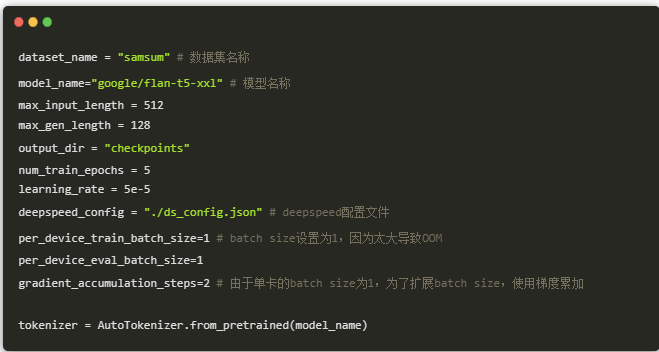 dataset_name = "samsum" # 数据集名称
model_name="google/flan-t5-xxl" # 模型名称
max_input_length = 512
max_gen_length = 128
output_dir = "checkpoints"
num_train_epochs = 5
learning_rate = 5e-5
deepspeed_config = "./ds_config.json" # deepspeed配置文件
per_device_train_batch_size=1 # batch size设置为1，因为太大导致OOM
per_device_eval_batch_size=1
gradient_accumulation_steps=2 # 由于单卡的batch size为1，为了扩展batch size，使用梯度累加
tokenizer = AutoTokenizer.from_pretrained(model_name)